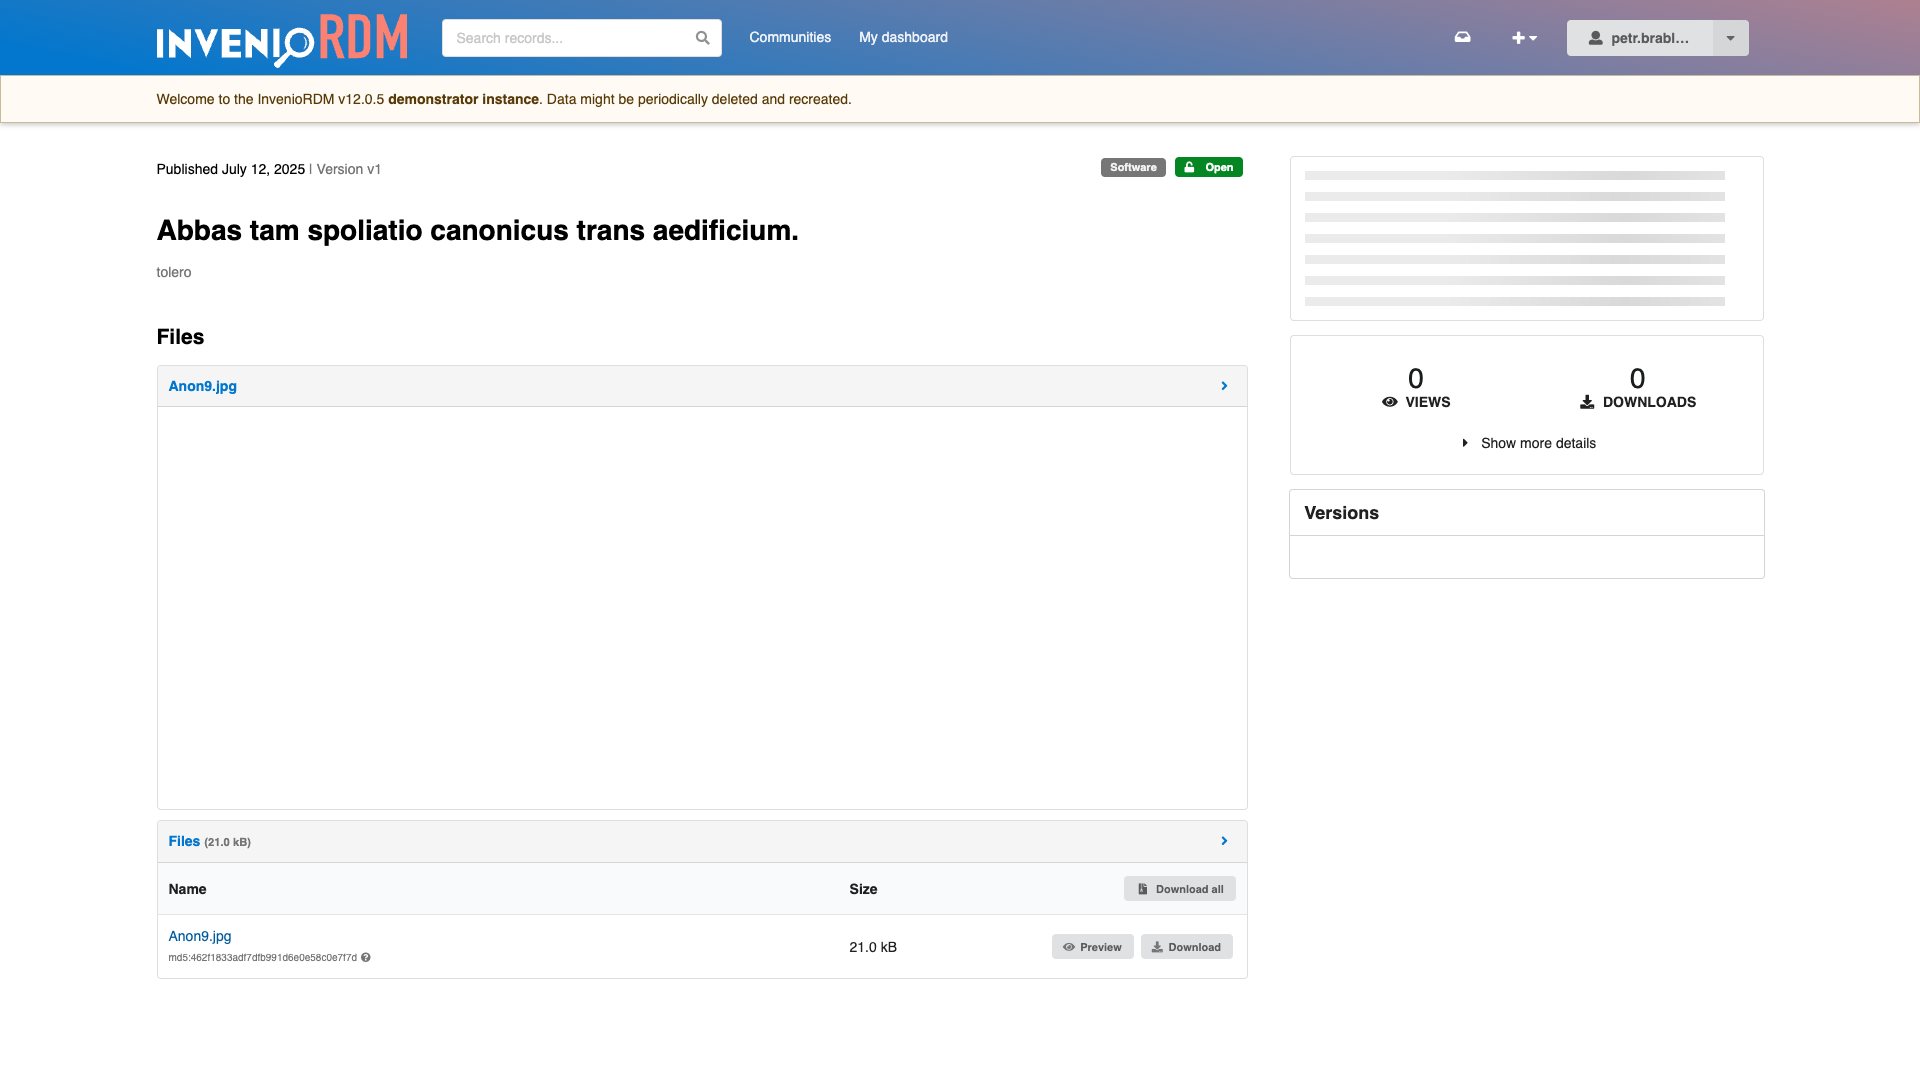 INVENIORDM
Search records...
Communities
My dashboard
petr.brabl...
Welcome to the InvenioRDM v12.0.5 demonstrator instance. Data might be periodically deleted and recreated.
Published July 12, 2025 | Version v1
Software
Open
Abbas tam spoliatio canonicus trans aedificium.
tolero
Files
Anon9.jpg
Files (21.0 kB)
Name
Size
Download all
Anon9.jpg
md5:462f1833adf7dfb991d6e0e58c0e7f7d
21.0 kB
Preview
Download
0
VIEWS
0
DOWNLOADS
Show more details
Versions